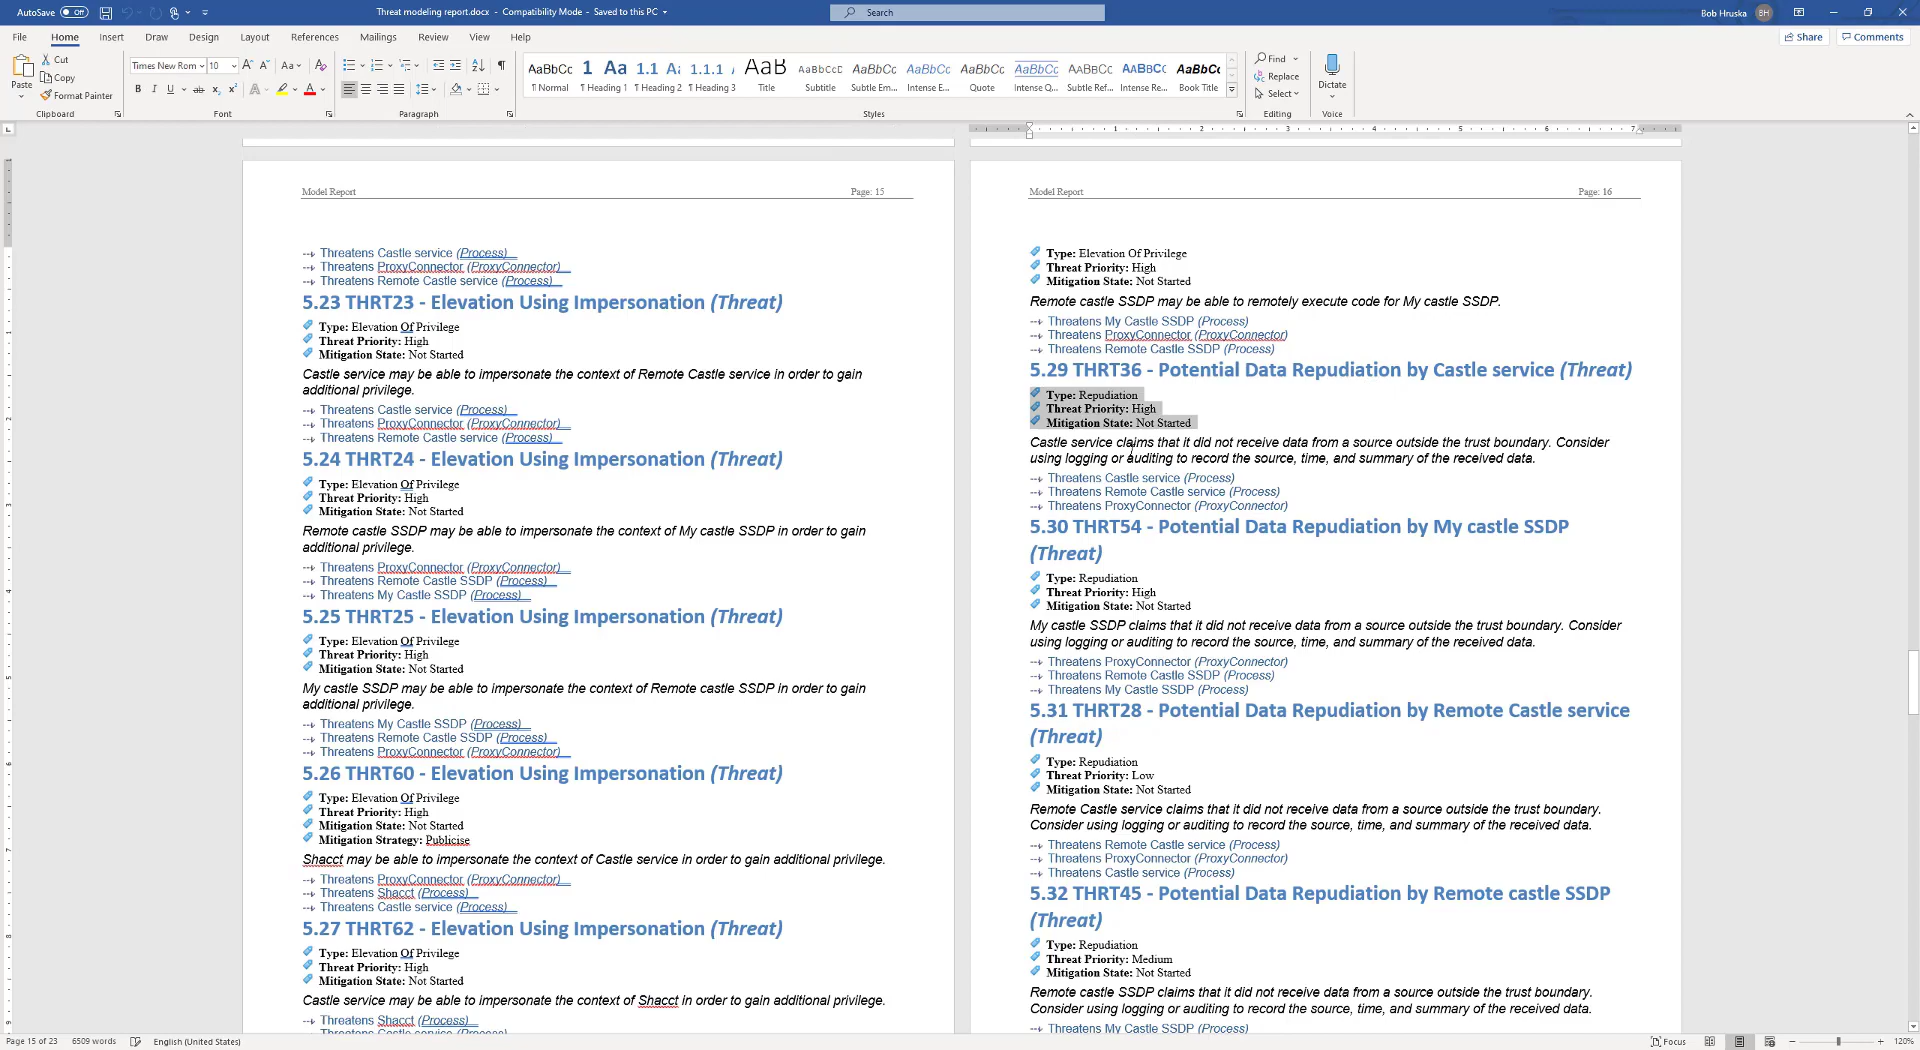 AutoSave Off
Threat modeling report.docx - Compatibility Mode - Saved to this PC
Search
Bob Hruska BH
File Home Insert Draw Design Layout References Mailings Review View Help
Share Comments
Paste
Cut
Copy
Format Painter
Clipboard
Times New Rom 10
Font
Paragraph
AaBbCc 1 Aa 1.1 Aa 1.1.1 AaB AaBbCcD AaBbCc AaBbCc AaBbCc AaBbCc AaBbCc AaBbCc AaBbCc
Normal Heading 1 Heading 2 Heading 3 Title Subtitle Subtle Em... Intense E... Quote Intense Q... Subtle Ref... Intense Re... Book Title
Styles
Find
Replace
Select
Editing
Dictate
Voice
Model Report Page: 15
Threatens Castle service (Process)
Threatens ProxyConnector (ProxyConnector)
Threatens Remote Castle service (Process)
5.23 THRT23 - Elevation Using Impersonation (Threat)
Type: Elevation Of Privilege
Threat Priority: High
Mitigation State: Not Started
Castle service may be able to impersonate the context of Remote Castle service in order to gain
additional privilege.
Threatens Castle service (Process)
Threatens ProxyConnector (ProxyConnector)
Threatens Remote Castle service (Process)
5.24 THRT24 - Elevation Using Impersonation (Threat)
Type: Elevation Of Privilege
Threat Priority: High
Mitigation State: Not Started
Remote castle SSDP may be able to impersonate the context of My castle SSDP in order to gain
additional privilege.
Threatens ProxyConnector (ProxyConnector)
Threatens Remote Castle SSDP (Process)
Threatens My Castle SSDP (Process)
5.25 THRT25 - Elevation Using Impersonation (Threat)
Type: Elevation Of Privilege
Threat Priority: High
Mitigation State: Not Started
My castle SSDP may be able to impersonate the context of Remote castle SSDP in order to gain
additional privilege.
Threatens My Castle SSDP (Process)
Threatens Remote Castle SSDP (Process)
Threatens ProxyConnector (ProxyConnector)
5.26 THRT60 - Elevation Using Impersonation (Threat)
Type: Elevation Of Privilege
Threat Priority: High
Mitigation State: Not Started
Mitigation Strategy: Publicise
Shacct may be able to impersonate the context of Castle service in order to gain additional privilege.
Threatens ProxyConnector (ProxyConnector)
Threatens Shacct (Process)
Threatens Castle service (Process)
5.27 THRT62 - Elevation Using Impersonation (Threat)
Type: Elevation Of Privilege
Threat Priority: High
Mitigation State: Not Started
Castle service may be able to impersonate the context of Shacct in order to gain additional privilege.
Threatens Shacct (Process)
Threatens Castle service (Process)
Model Report Page: 16
Type: Elevation Of Privilege
Threat Priority: High
Mitigation State: Not Started
Remote castle SSDP may be able to remotely execute code for My castle SSDP.
Threatens My Castle SSDP (Process)
Threatens ProxyConnector (ProxyConnector)
Threatens Remote Castle SSDP (Process)
5.29 THRT36 - Potential Data Repudiation by Castle service (Threat)
Type: Repudiation
Threat Priority: High
Mitigation State: Not Started
Castle service claims that it did not receive data from a source outside the trust boundary. Consider
using logging or auditing to record the source, time, and summary of the received data.
Threatens Castle service (Process)
Threatens Remote Castle service (Process)
Threatens ProxyConnector (ProxyConnector)
5.30 THRT54 - Potential Data Repudiation by My castle SSDP
(Threat)
Type: Repudiation
Threat Priority: High
Mitigation State: Not Started
My castle SSDP claims that it did not receive data from a source outside the trust boundary. Consider
using logging or auditing to record the source, time, and summary of the received data.
Threatens ProxyConnector (ProxyConnector)
Threatens Remote Castle SSDP (Process)
Threatens My Castle SSDP (Process)
5.31 THRT28 - Potential Data Repudiation by Remote Castle service
(Threat)
Type: Repudiation
Threat Priority: Low
Mitigation State: Not Started
Remote Castle service claims that it did not receive data from a source outside the trust boundary.
Consider using logging or auditing to record the source, time, and summary of the received data.
Threatens Remote Castle service (Process)
Threatens ProxyConnector (ProxyConnector)
Threatens Castle service (Process)
5.32 THRT45 - Potential Data Repudiation by Remote castle SSDP
(Threat)
Type: Repudiation
Threat Priority: Medium
Mitigation State: Not Started
Remote castle SSDP claims that it did not receive data from a source outside the trust boundary.
Consider using logging or auditing to record the source, time, and summary of the received data.
Threatens My Castle SSDP (Process)
Page 15 of 23 6509 words English (United States) Focus 120%